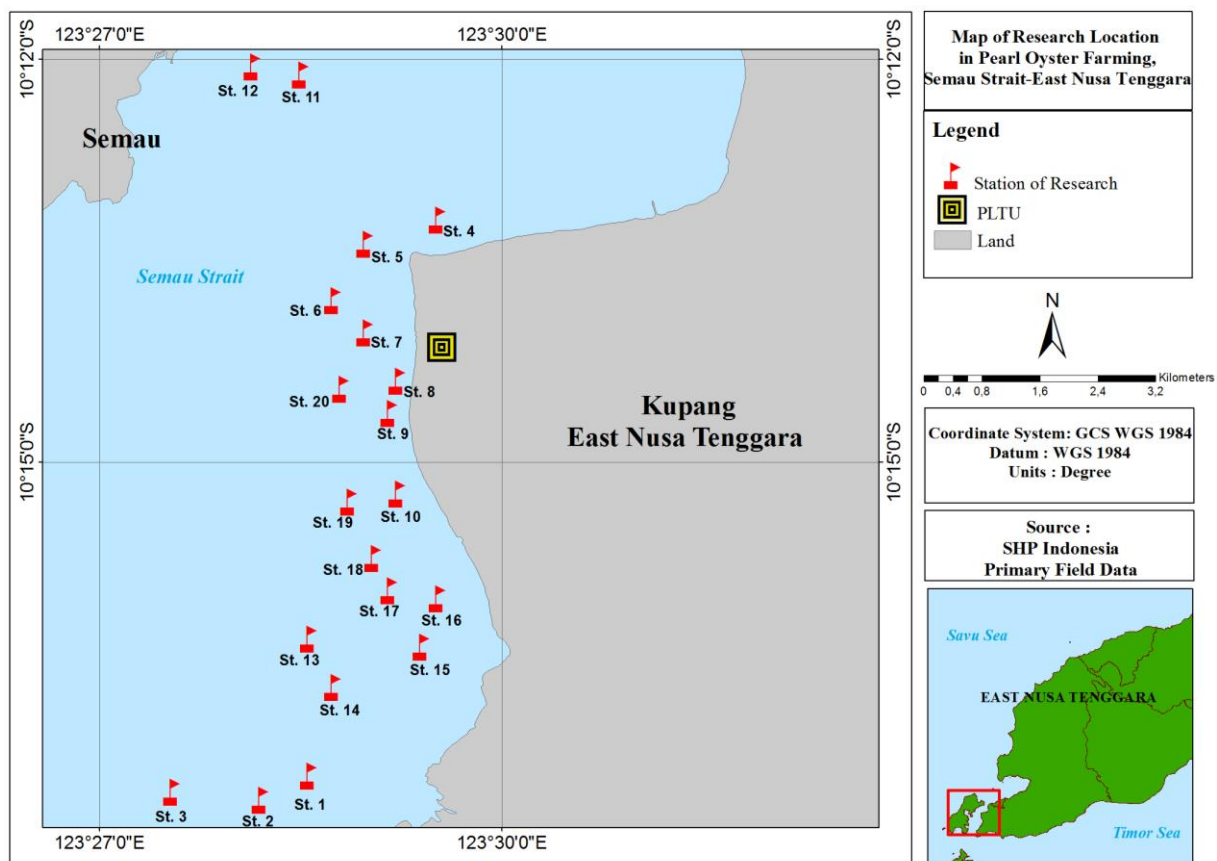 123°27'0"E
123°30'0"E
10°12'0"S
10°12'0"S
St. 12
St. 11
Semau
St. 4
St. 5
Semau Strait
St. 6
St. 7
St. 8
St. 20
St. 9
Kupang
East Nusa Tenggara
10°15'0"S
10°15'0"S
St. 19
St. 10
St. 18
St. 17
St. 16
St. 13
St. 15
St. 14
St. 1
St. 3
St. 2
123°27'0"E
123°30'0"E
Map of Research Location
in Pearl Oyster Farming,
Semau Strait-East Nusa Tenggara
Legend
Station of Research
PLTU
Land
N
Kilometers
0 0,4 0,8 1,6 2,4 3,2
Coordinate System: GCS WGS 1984
Datum : WGS 1984
Units : Degree
Source :
SHP Indonesia
Primary Field Data
Savu Sea
EAST NUSA TENGGARA
Timor Sea